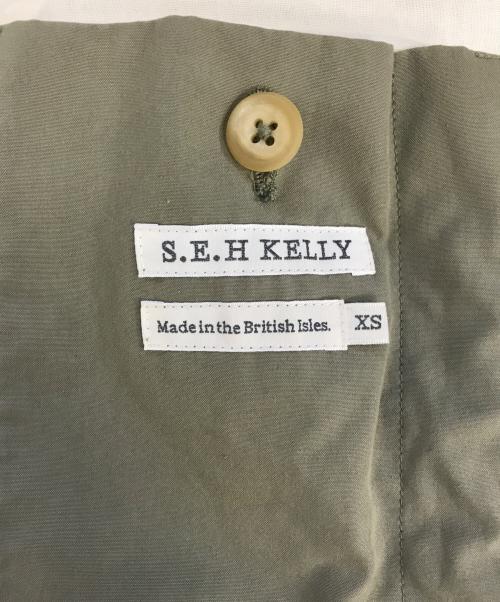 S.E.H KELLY
Made in the British Isles. XS